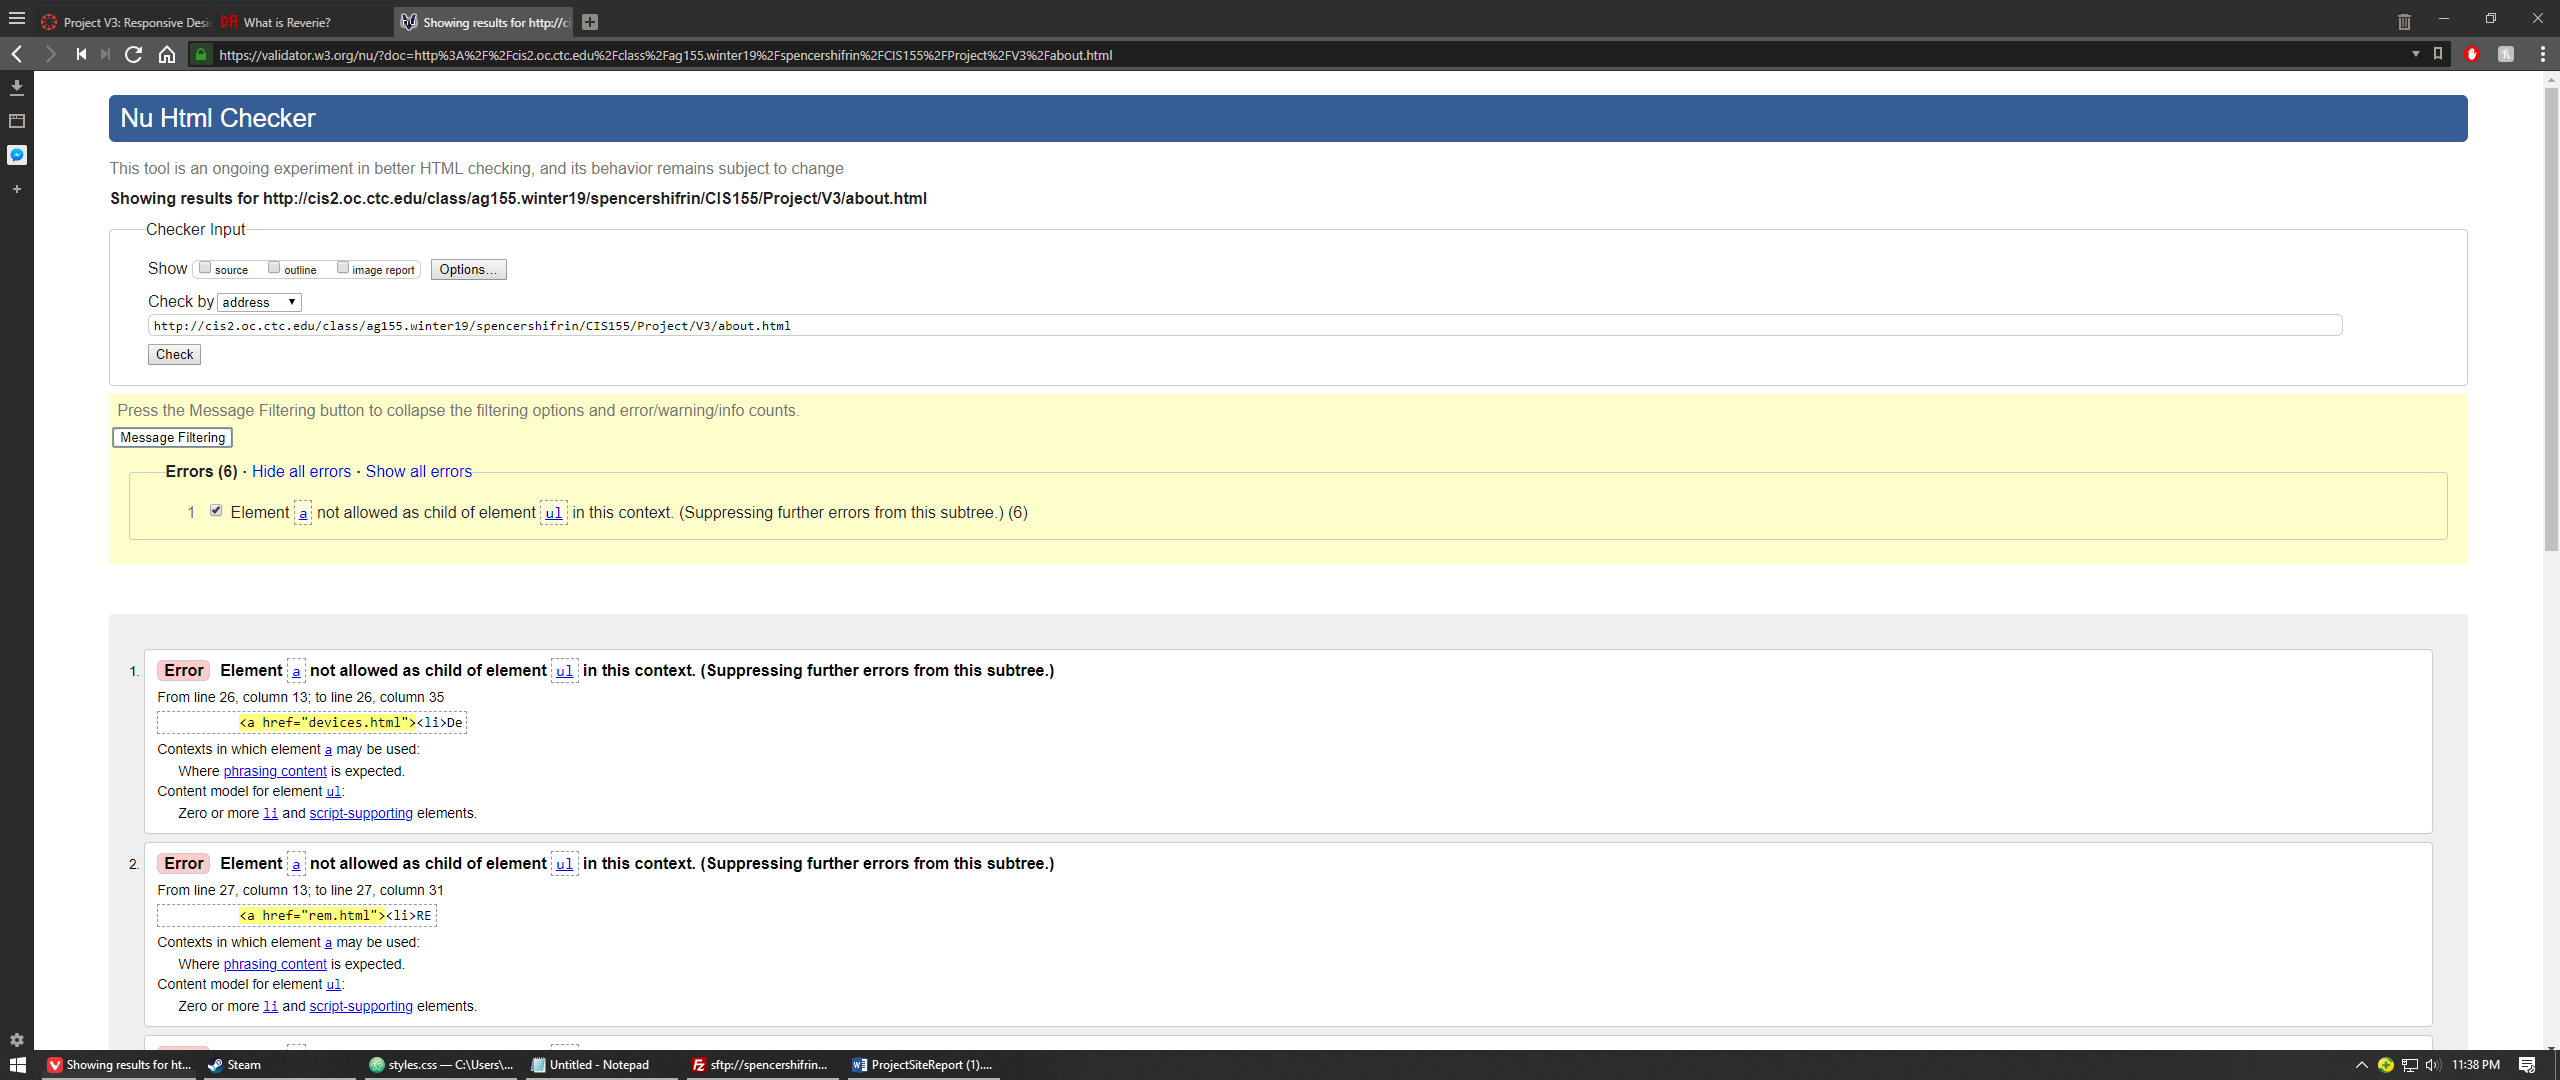 Project V3: Responsive Desi
What is Reverie?
Showing results for http://ci
https://validator.w3.org/nu/?doc=http%3A%2F%2Fcis2.oc.ctc.edu%2Fclass%2Fag155.winter19%2Fspencershifrin%2FCIS155%2FProject%2FV3%2Fabout.html
Nu Html Checker
This tool is an ongoing experiment in better HTML checking, and its behavior remains subject to change
Showing results for http://cis2.oc.ctc.edu/class/ag155.winter19/spencershifrin/CIS155/Project/V3/about.html
Checker Input
Show source outline image report Options...
Check by address
http://cis2.oc.ctc.edu/class/ag155.winter19/spencershifrin/CIS155/Project/V3/about.html
Check
Press the Message Filtering button to collapse the filtering options and error/warning/info counts.
Message Filtering
Errors (6) · Hide all errors · Show all errors
1 Element a not allowed as child of element ul in this context. (Suppressing further errors from this subtree.) (6)
1. Error Element a not allowed as child of element ul in this context. (Suppressing further errors from this subtree.)
From line 26, column 13; to line 26, column 35
<a href="devices.html"><li>De
Contexts in which element a may be used:
Where phrasing content is expected.
Content model for element ul:
Zero or more li and script-supporting elements.
2. Error Element a not allowed as child of element ul in this context. (Suppressing further errors from this subtree.)
From line 27, column 13; to line 27, column 31
<a href="rem.html"><li>RE
Contexts in which element a may be used:
Where phrasing content is expected.
Content model for element ul:
Zero or more li and script-supporting elements.
Showing results for ht...
Steam
styles.css — C:\Users\...
Untitled - Notepad
sftp://spencershifrin...
ProjectSiteReport (1)....
11:38 PM